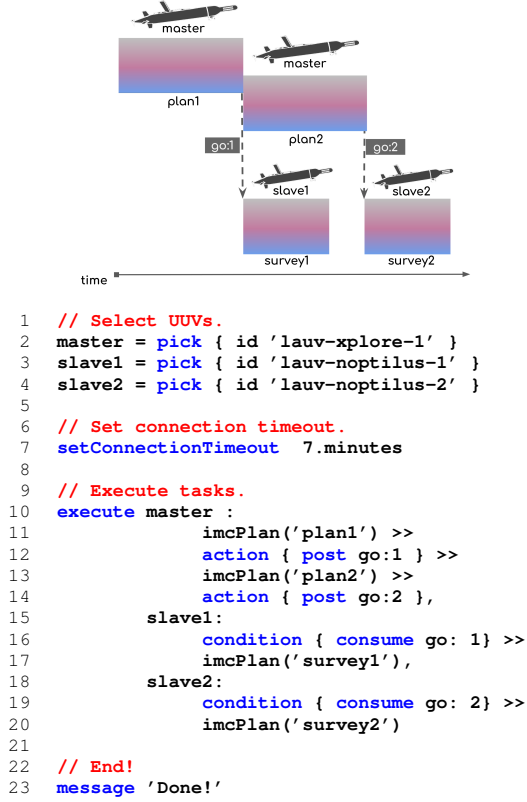 master
master
plan1
plan2
go:1
go:2
slave1
slave2
survey1
survey2
time
1 // Select UUVs.
2 master = pick { id ’lauv-xplore-1’ }
3 slave1 = pick { id ’lauv-noptilus-1’ }
4 slave2 = pick { id ’lauv-noptilus-2’ }
5
6 // Set connection timeout.
7 setConnectionTimeout 7.minutes
8
9 // Execute tasks.
10 execute master :
11 imcPlan(’plan1’) >>
12 action { post go:1 } >>
13 imcPlan(’plan2’) >>
14 action { post go:2 },
15 slave1:
16 condition { consume go: 1} >>
17 imcPlan(’survey1’),
18 slave2:
19 condition { consume go: 2} >>
20 imcPlan(’survey2’)
21
22 // End!
23 message ’Done!’